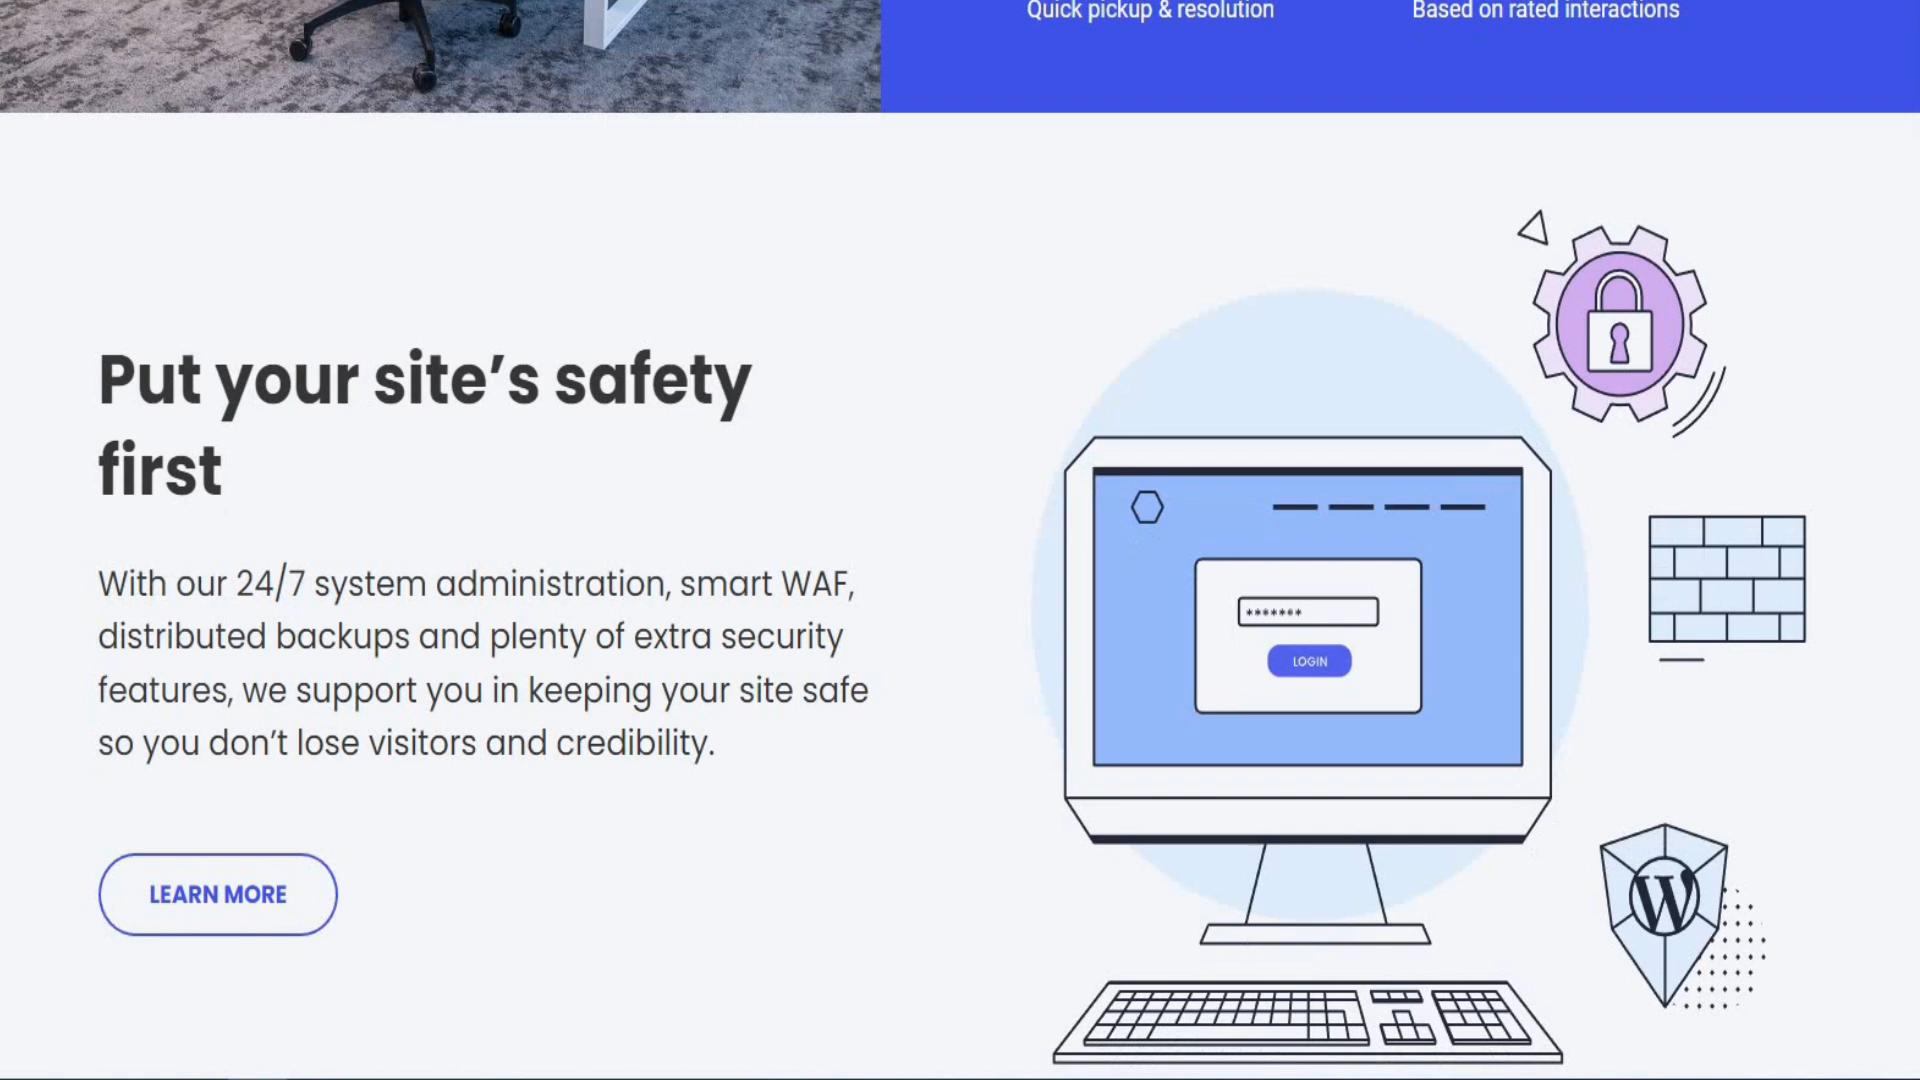 Quick pickup & resolution
Based on rated interactions
Put your site’s safety
first
With our 24/7 system administration, smart WAF,
distributed backups and plenty of extra security
features, we support you in keeping your site safe
so you don’t lose visitors and credibility.
LEARN MORE
*******
LOGIN
W